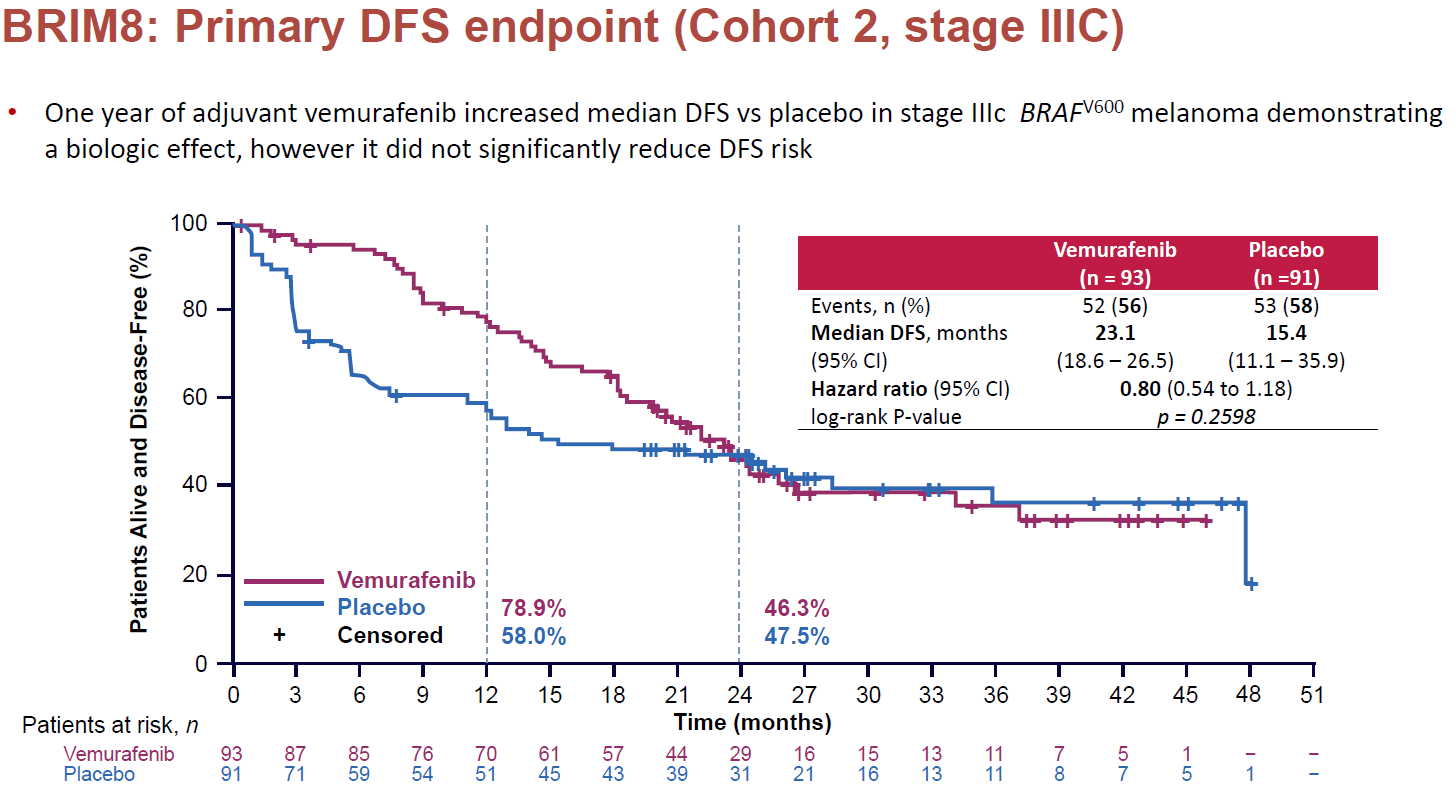 BRIM8: Primary DFS endpoint (Cohort 2, stage IIIC)
• One year of adjuvant vemurafenib increased median DFS vs placebo in stage IIIc BRAFV600 melanoma demonstrating
a biologic effect, however it did not significantly reduce DFS risk
Patients Alive and Disease-Free (%)
100
80
60
40
20
0
Vemurafenib
(n = 93)
Placebo
(n =91)
Events, n (%) 52 (56) 53 (58)
Median DFS, months 23.1 15.4
(95% CI) (18.6 – 26.5) (11.1 – 35.9)
Hazard ratio (95% CI) 0.80 (0.54 to 1.18)
log-rank P-value p = 0.2598
Vemurafenib
Placebo
+ Censored
78.9%
58.0%
46.3%
47.5%
0 3 6 9 12 15 18 21 24 27 30 33 36 39 42 45 48 51
Time (months)
Patients at risk, n
Vemurafenib 93 87 85 76 70 61 57 44 29 16 15 13 11 7 5 1 – –
Placebo 91 71 59 54 51 45 43 39 31 21 16 13 11 8 7 5 1 –